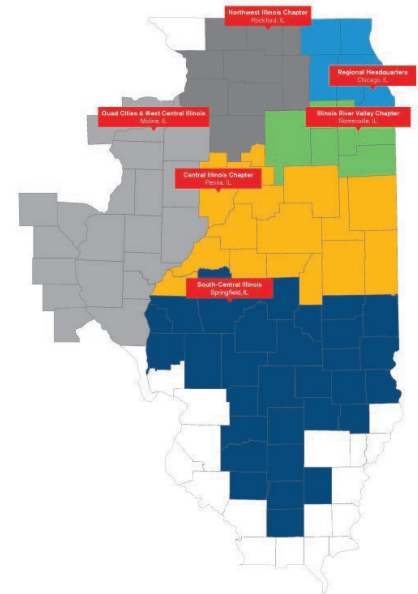 Northwest Illinois Chapter
Rockford, IL
Regional Headquarters
Chicago, IL
Quad Cities & West Central Illinois
Moline, IL
Illinois River Valley Chapter
Romeoville, IL
Central Illinois Chapter
Peoria, IL
South-Central Illinois
Springfield, IL